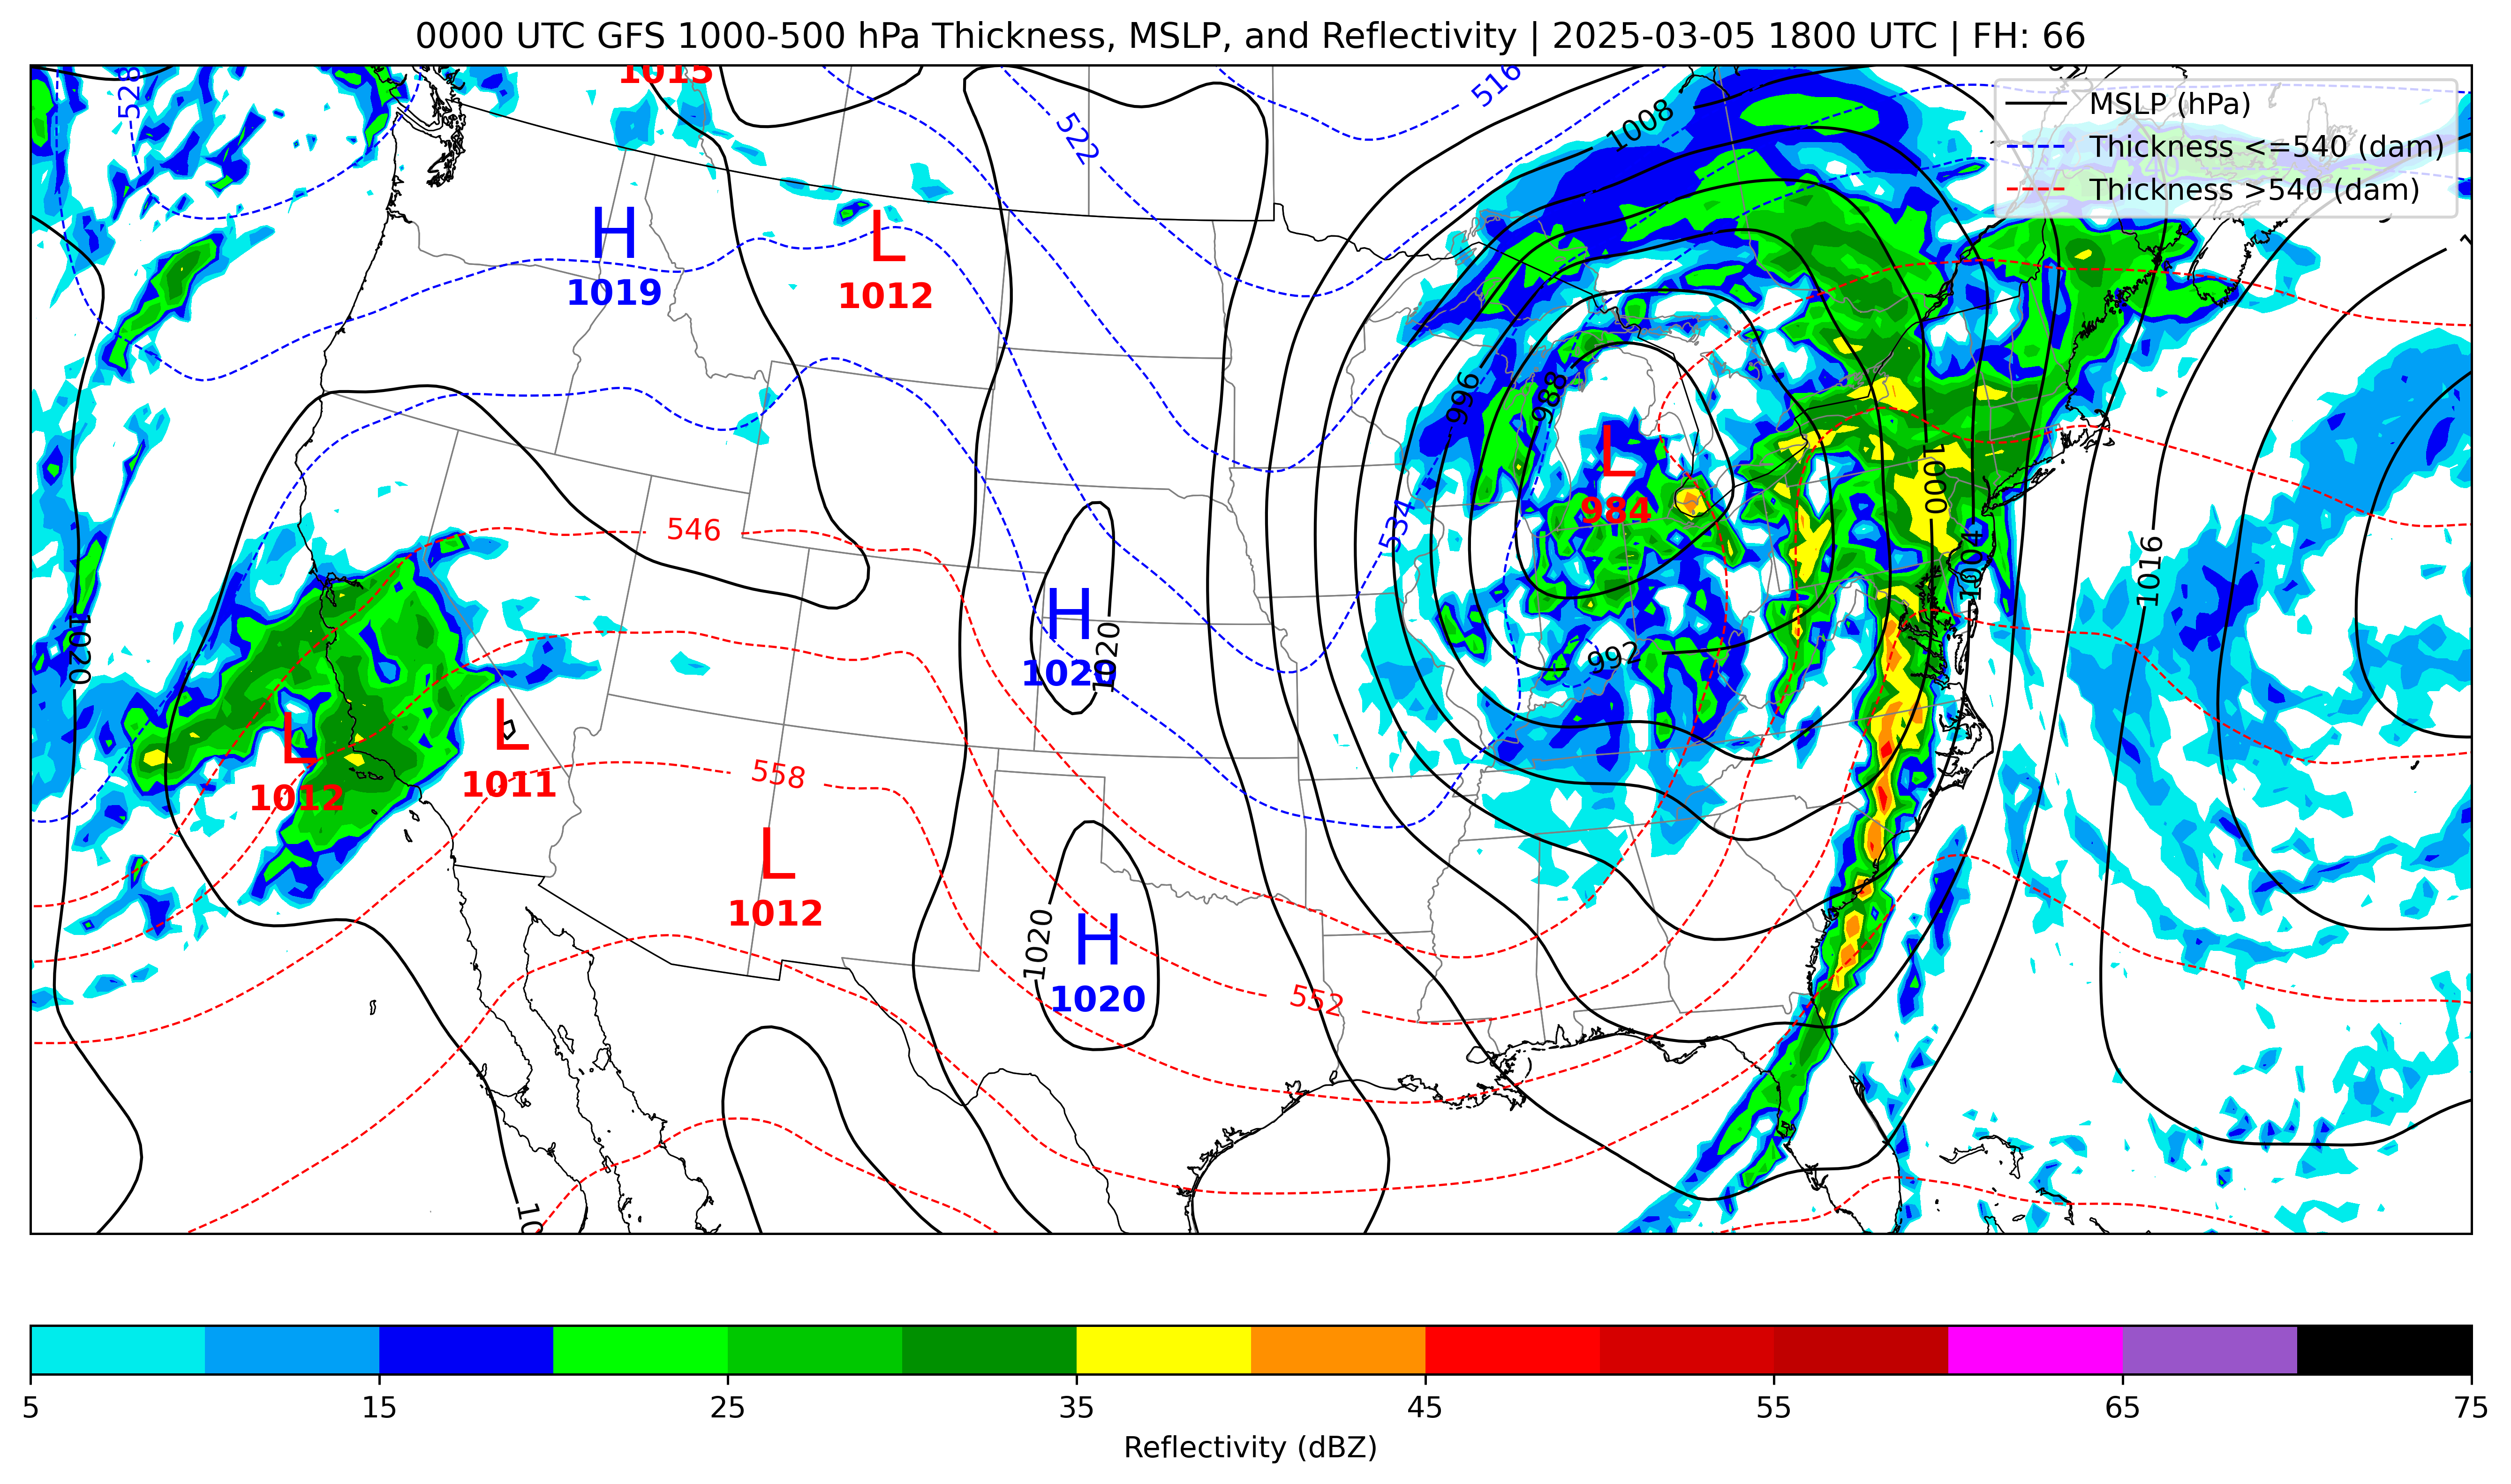 0000 UTC GFS 1000-500 hPa Thickness, MSLP, and Reflectivity | 2025-03-05 1800 UTC | FH: 66
1015
528
522
516
1008
MSLP (hPa)
Thickness <=540 (dam)
Thickness >540 (dam)
H
1019
L
1012
996
988
L
984
1000
534
546
1004
1016
1020
H
1020
1020
992
L
1012
L
1011
558
L
1012
H
1020
1020
552
10
5 15 25 35 45 55 65 75
Reflectivity (dBZ)